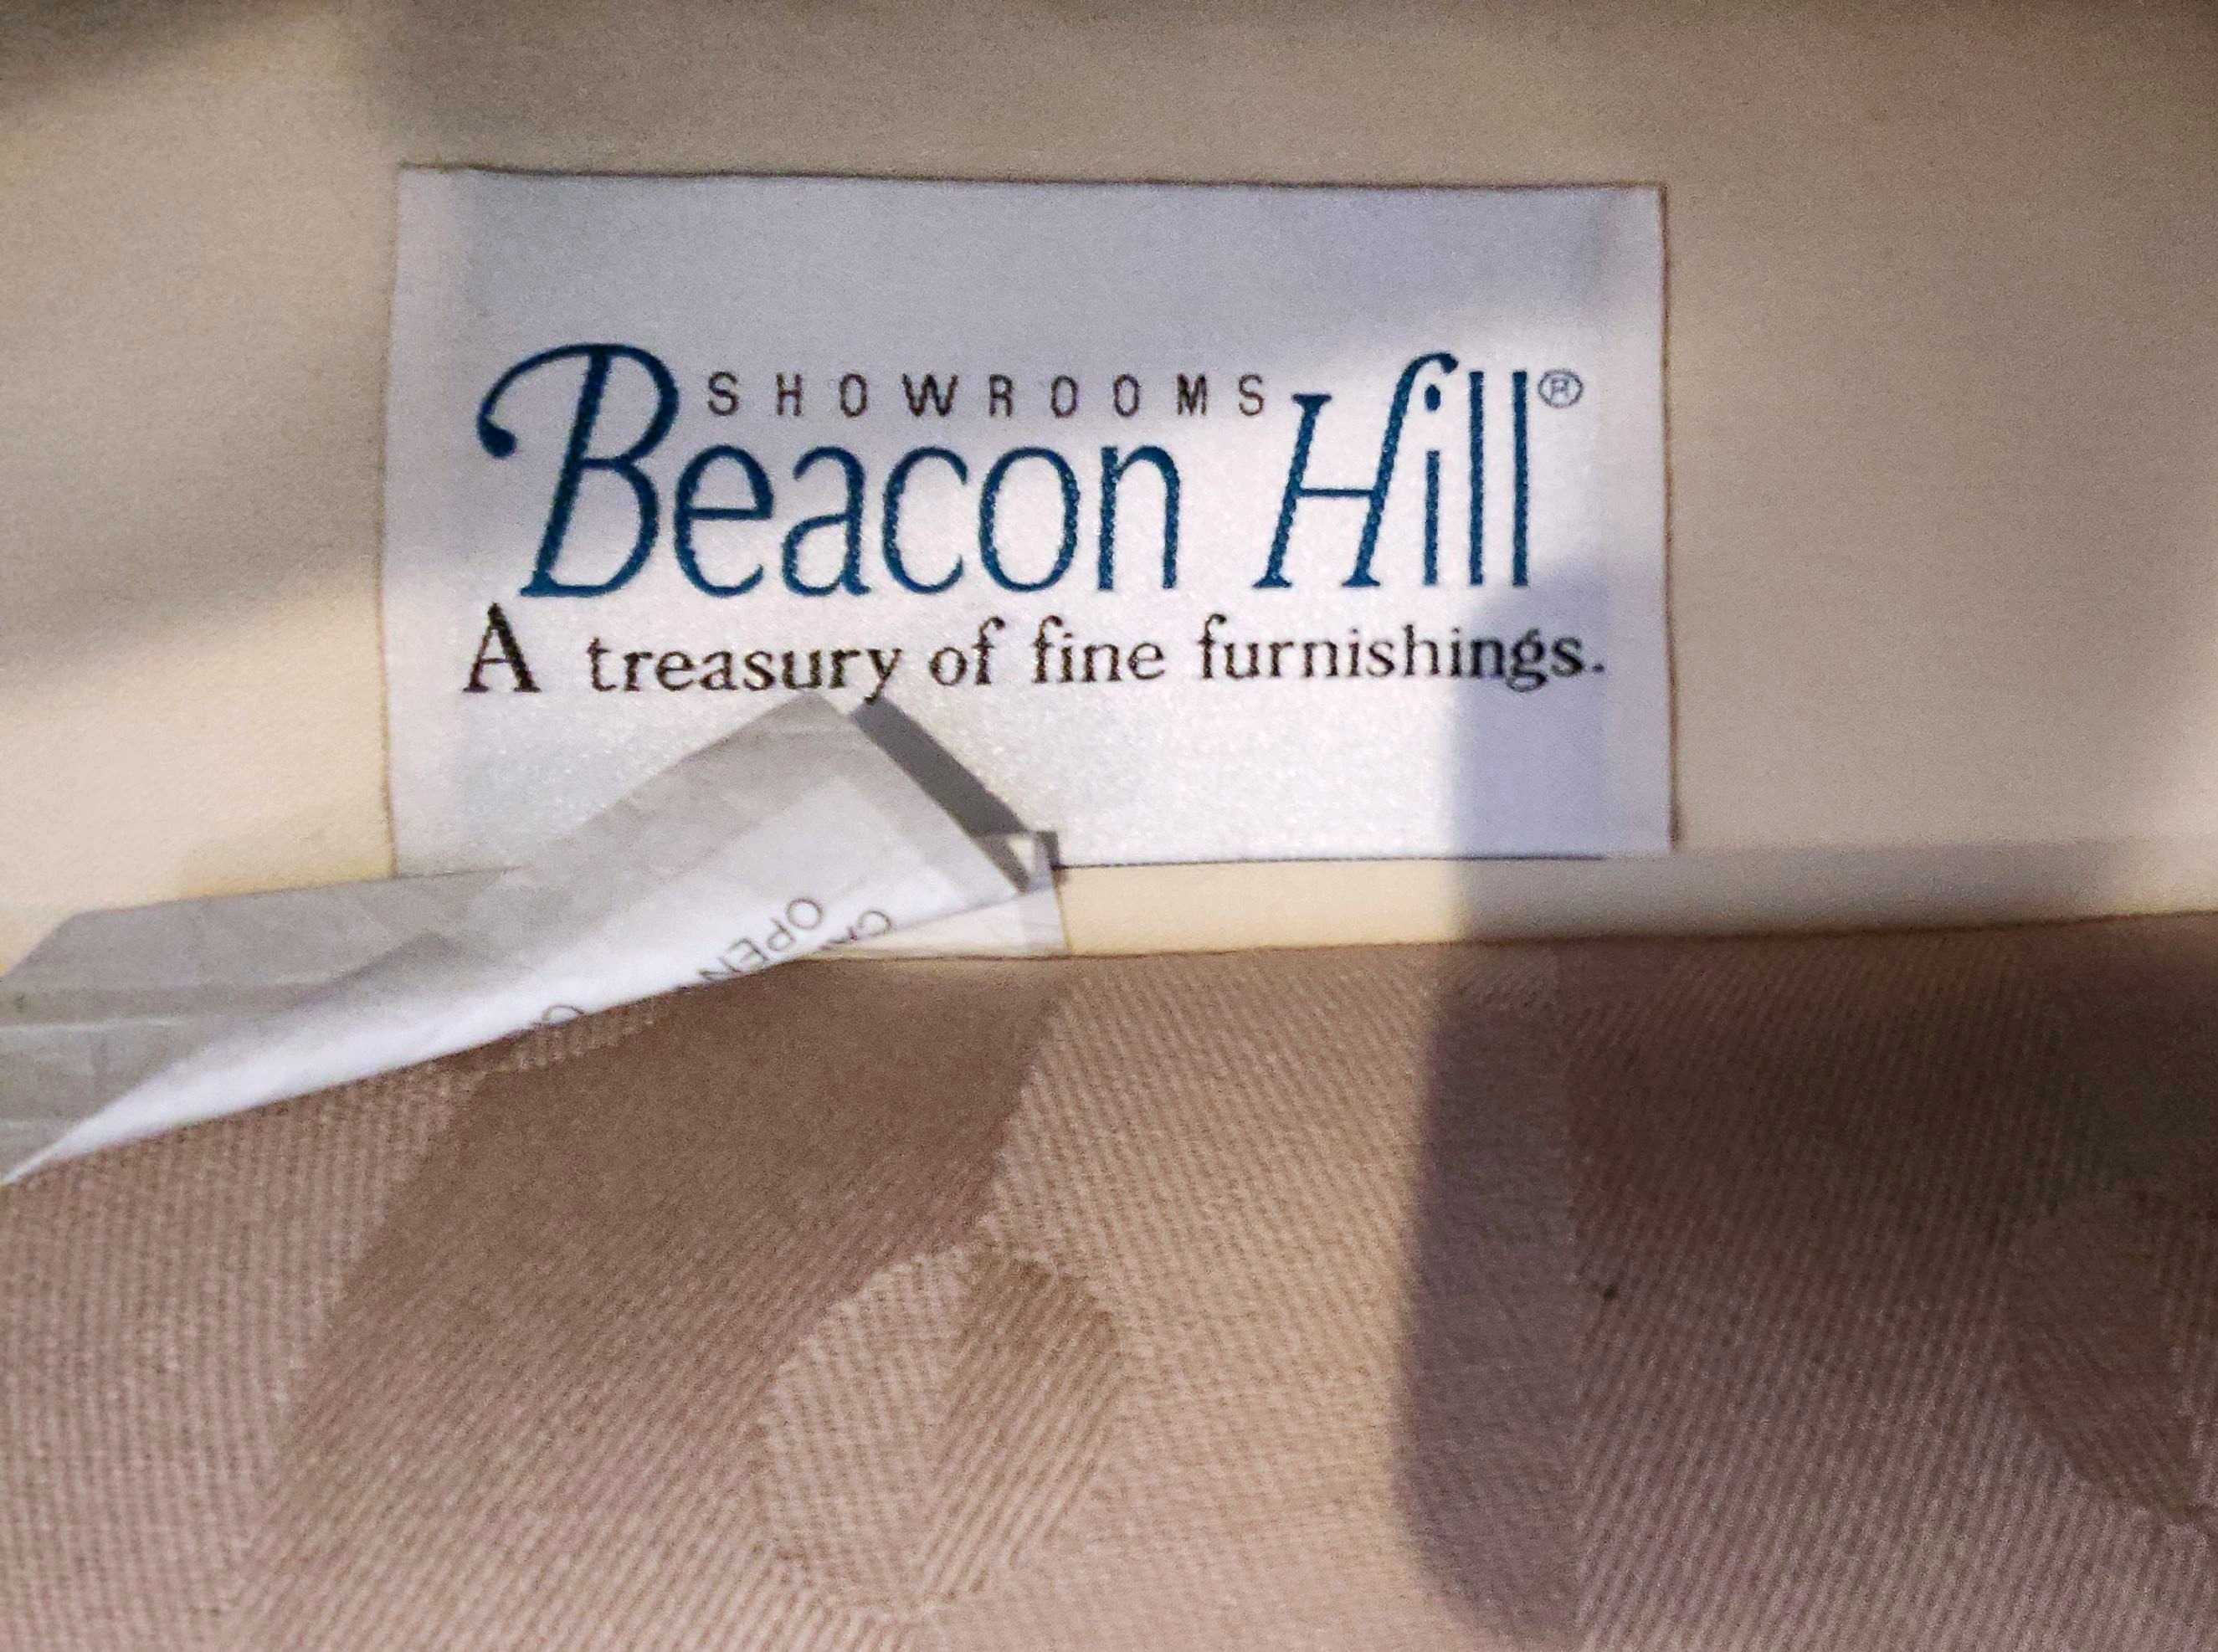 SHOWROOMS
Beacon Hill®
A treasury of fine furnishings.
OPEN